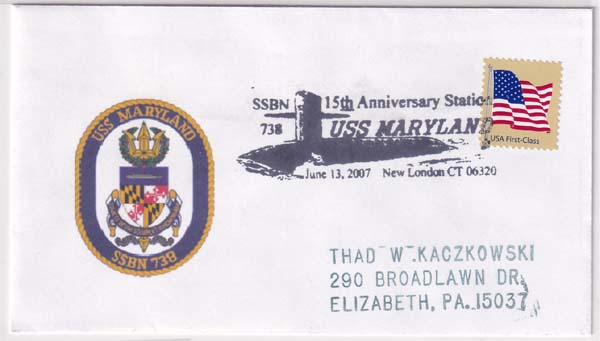 USS MARYLAND
SSBN 738
SSBN
738
15th Anniversary Station
USS MARYLAND
June 13, 2007 New London CT 06320
USA First-Class
THAD W KACZKOWSKI
290 BROADLAWN DR.
ELIZABETH, PA. 15037